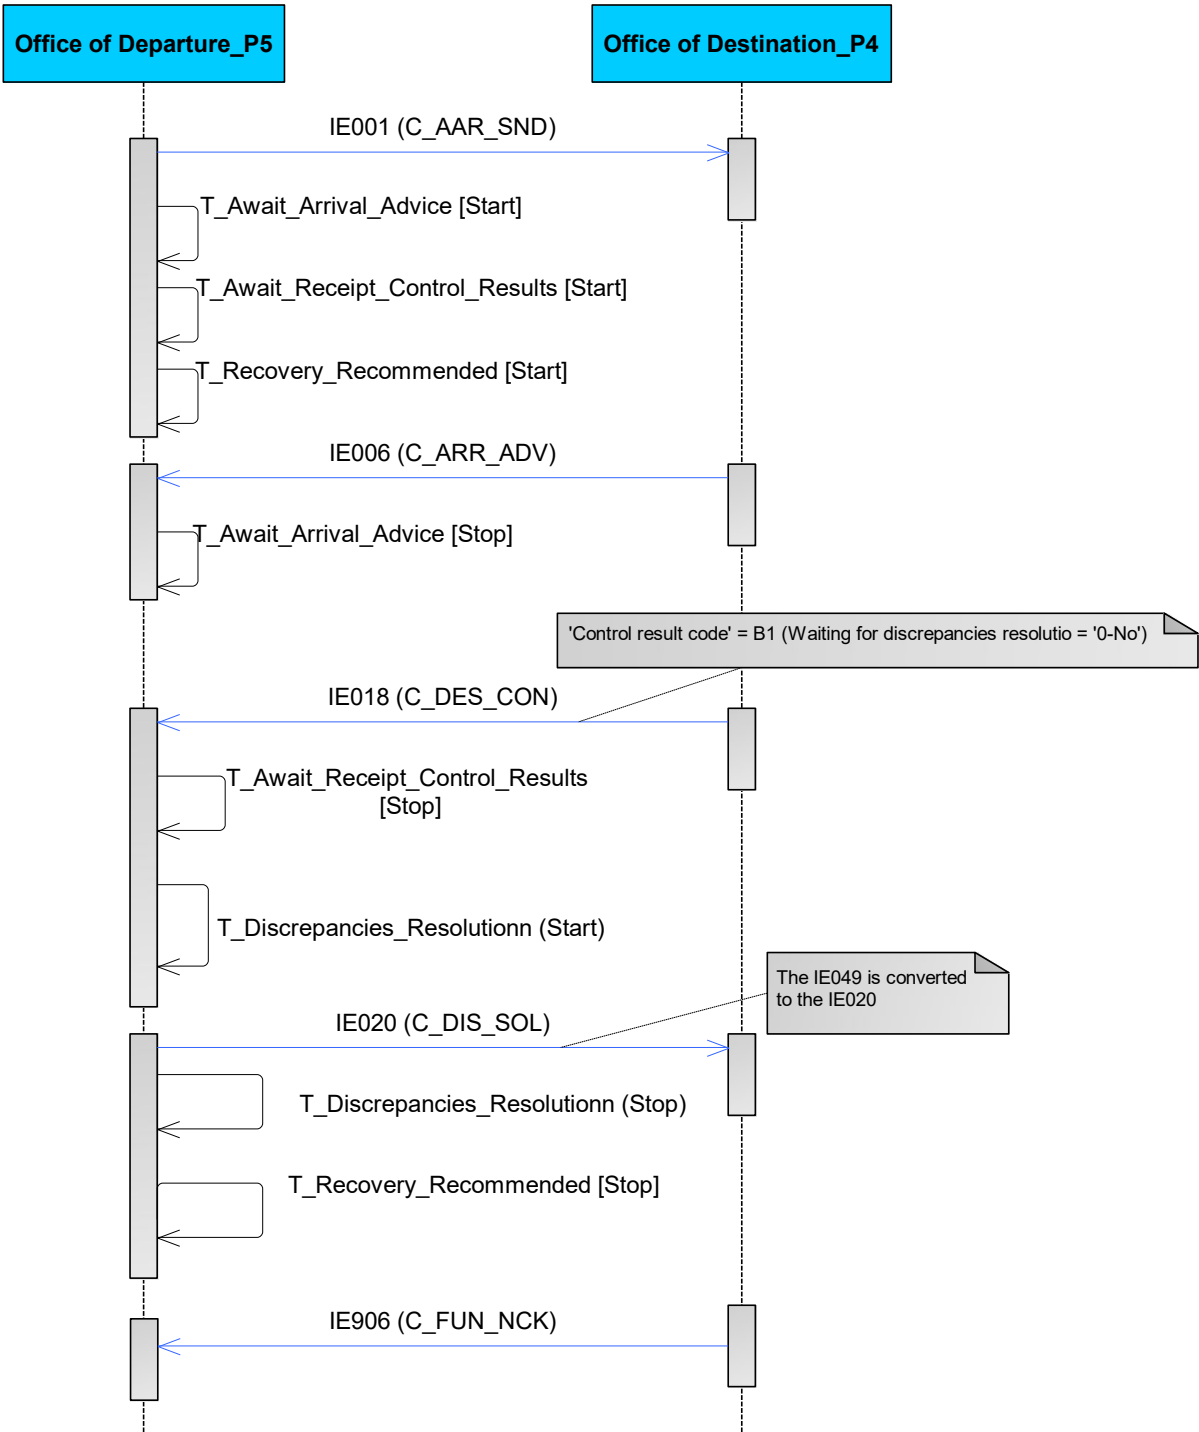 Office of Departure_P5
Office of Destination_P4
IE001 (C_AAR_SND)
T_Await_Arrival_Advice [Start]
T_Await_Receipt_Control_Results [Start]
T_Recovery_Recommended [Start]
IE006 (C_ARR_ADV)
T_Await_Arrival_Advice [Stop]
'Control result code' = B1 (Waiting for discrepancies resolutio = '0-No')
IE018 (C_DES_CON)
T_Await_Receipt_Control_Results
[Stop]
T_Discrepancies_Resolutionn (Start)
The IE049 is converted
to the IE020
IE020 (C_DIS_SOL)
T_Discrepancies_Resolutionn (Stop)
T_Recovery_Recommended [Stop]
IE906 (C_FUN_NCK)